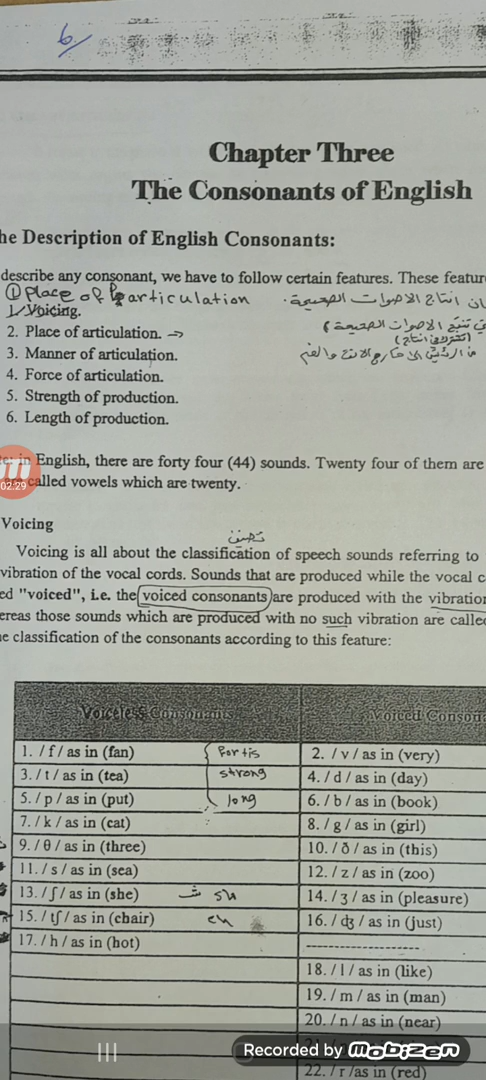 6/
Chapter Three
The Consonants of English
he Description of English Consonants:
describe any consonant, we have to follow certain features. These featur
① Place of articulation
انتاج الاصوات الصحيحة.
1. Voicing.
2. Place of articulation. →
تنتج الاصوات الصحيحة
3. Manner of articulation.
4. Force of articulation.
5. Strength of production.
6. Length of production.
in English, there are forty four (44) sounds. Twenty four of them are
called vowels which are twenty.
02:29
Voicing
تصنيف
Voicing is all about the classification of speech sounds referring to
vibration of the vocal cords. Sounds that are produced while the vocal c
ed "voiced", i.e. the voiced consonants are produced with the vibration
ereas those sounds which are produced with no such vibration are called
e classification of the consonants according to this feature:
Voiceless Consonants Voiced Conson
1. / f / as in (fan) Fortis 2. / v / as in (very)
3. / t / as in (tea) strong 4. / d / as in (day)
5. / p / as in (put) long 6. / b / as in (book)
7. / k / as in (cat) 8. / g / as in (girl)
9. / θ / as in (three) 10. / ð / as in (this)
11. / s / as in (sea) 12. / z / as in (zoo)
13. / ʃ / as in (she) ش sh 14. / ʒ / as in (pleasure)
15. / tʃ / as in (chair) ch 16. / dʒ / as in (just)
17. / h / as in (hot) --------------------
18. / l / as in (like)
19. / m / as in (man)
20. / n / as in (near)
Recorded by mobizen
22. / r /as in (red)